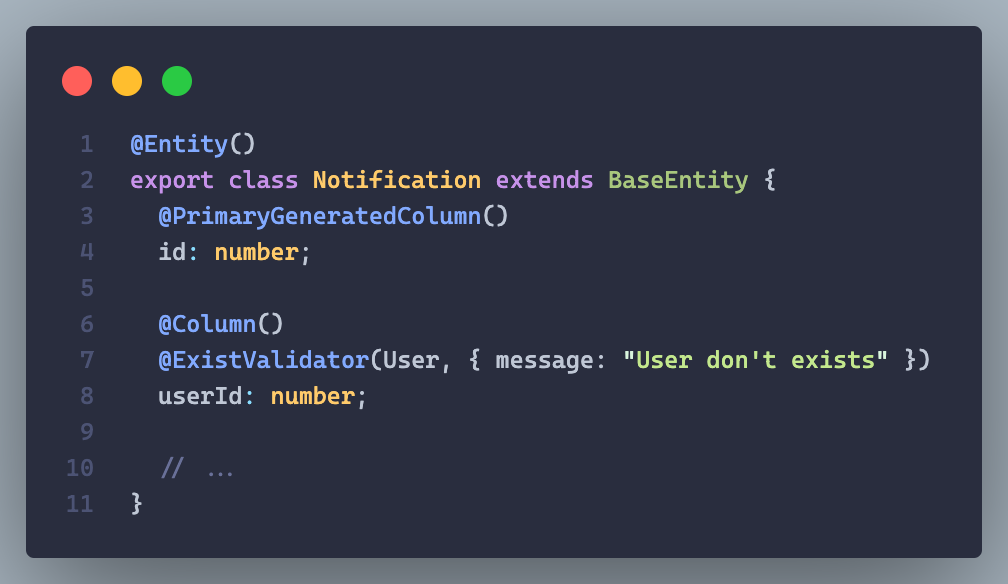 1 @Entity()
2 export class Notification extends BaseEntity {
3   @PrimaryGeneratedColumn()
4   id: number;
5
6   @Column()
7   @ExistValidator(User, { message: "User don't exists" })
8   userId: number;
9
10   // ...
11 }